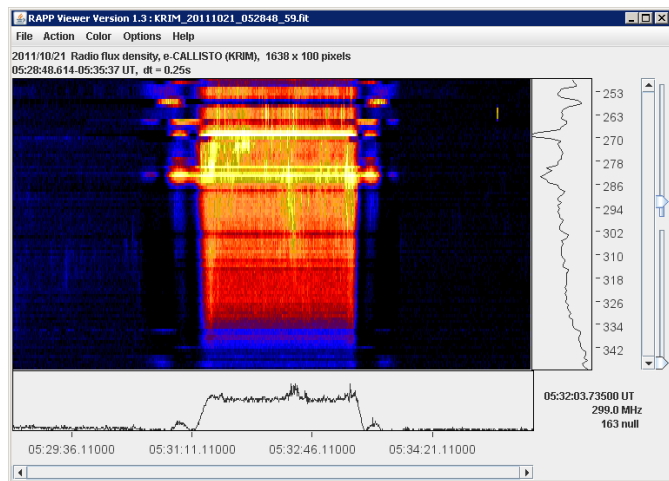 RAPP Viewer Version 1.3 : KRIM_20111021_052848_59.fit
File Action Color Options Help
2011/10/21 Radio flux density, e-CALLISTO (KRIM), 1638 x 100 pixels
05:28:48.614-05:35:37 UT, dt = 0.25s
253
263
270
278
286
294
302
310
318
326
334
342
05:32:03.73500 UT
299.0 MHz
163 null
05:29:36.11000 05:31:11.11000 05:32:46.11000 05:34:21.11000